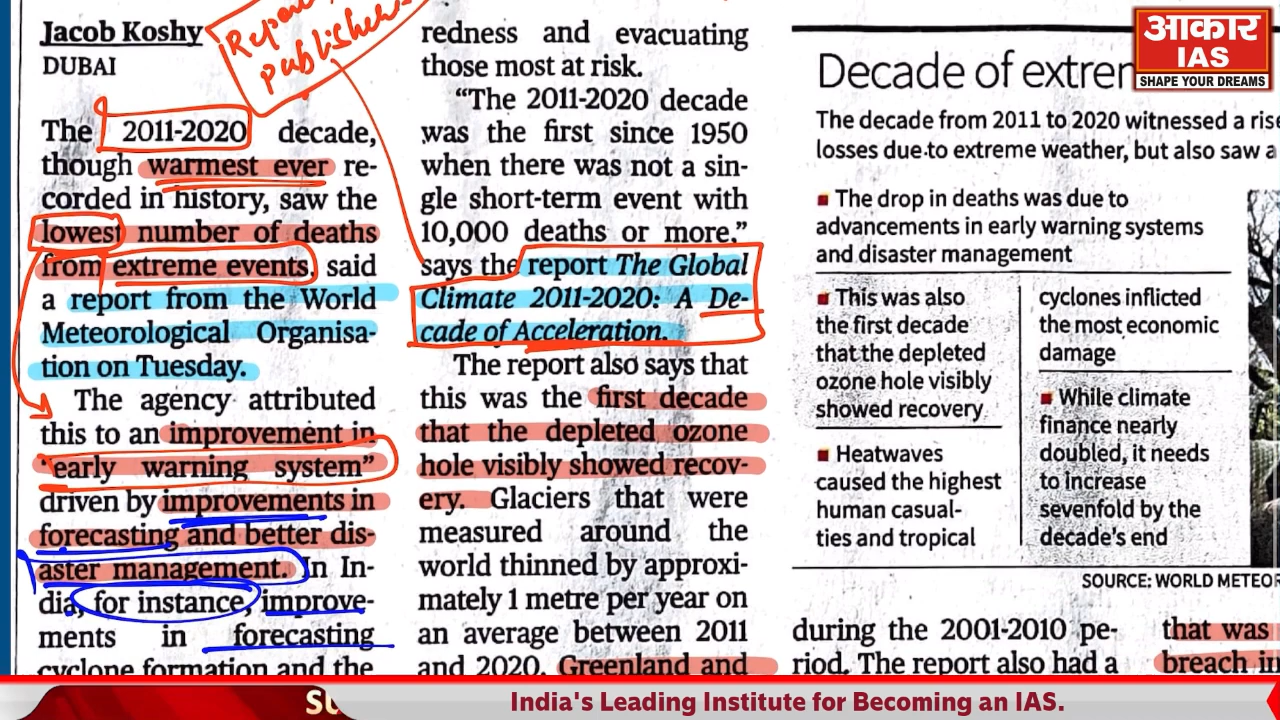 Report
publishe
Jacob Koshy
DUBAI
The 2011-2020 decade,
though warmest ever re-
corded in history, saw the
lowest number of deaths
from extreme events, said
a report from the World
Meteorological Organisa-
tion on Tuesday.
The agency attributed
this to an improvement in
"early warning system"
driven by improvements in
forecasting and better dis-
aster management. In In-
dia, for instance, improve-
ments in forecasting
cyclone formation and the
redness and evacuating
those most at risk.
“The 2011-2020 decade
was the first since 1950
when there was not a sin-
gle short-term event with
10,000 deaths or more,”
says the report The Global
Climate 2011-2020: A De-
cade of Acceleration.
The report also says that
this was the first decade
that the depleted ozone
hole visibly showed recov-
ery. Glaciers that were
measured around the
world thinned by approxi-
mately 1 metre per year on
an average between 2011
and 2020. Greenland and
Decade of extrem
The decade from 2011 to 2020 witnessed a rise
losses due to extreme weather, but also saw a
The drop in deaths was due to
advancements in early warning systems
and disaster management
This was also
the first decade
that the depleted
ozone hole visibly
showed recovery
Heatwaves
caused the highest
human casual-
ties and tropical
cyclones inflicted
the most economic
damage
While climate
finance nearly
doubled, it needs
to increase
sevenfold by the
decade's end
SOURCE: WORLD METEOR
during the 2001-2010 pe-
riod. The report also had a
that was
breach in
आकार
IAS
SHAPE YOUR DREAMS
India's Leading Institute for Becoming an IAS.